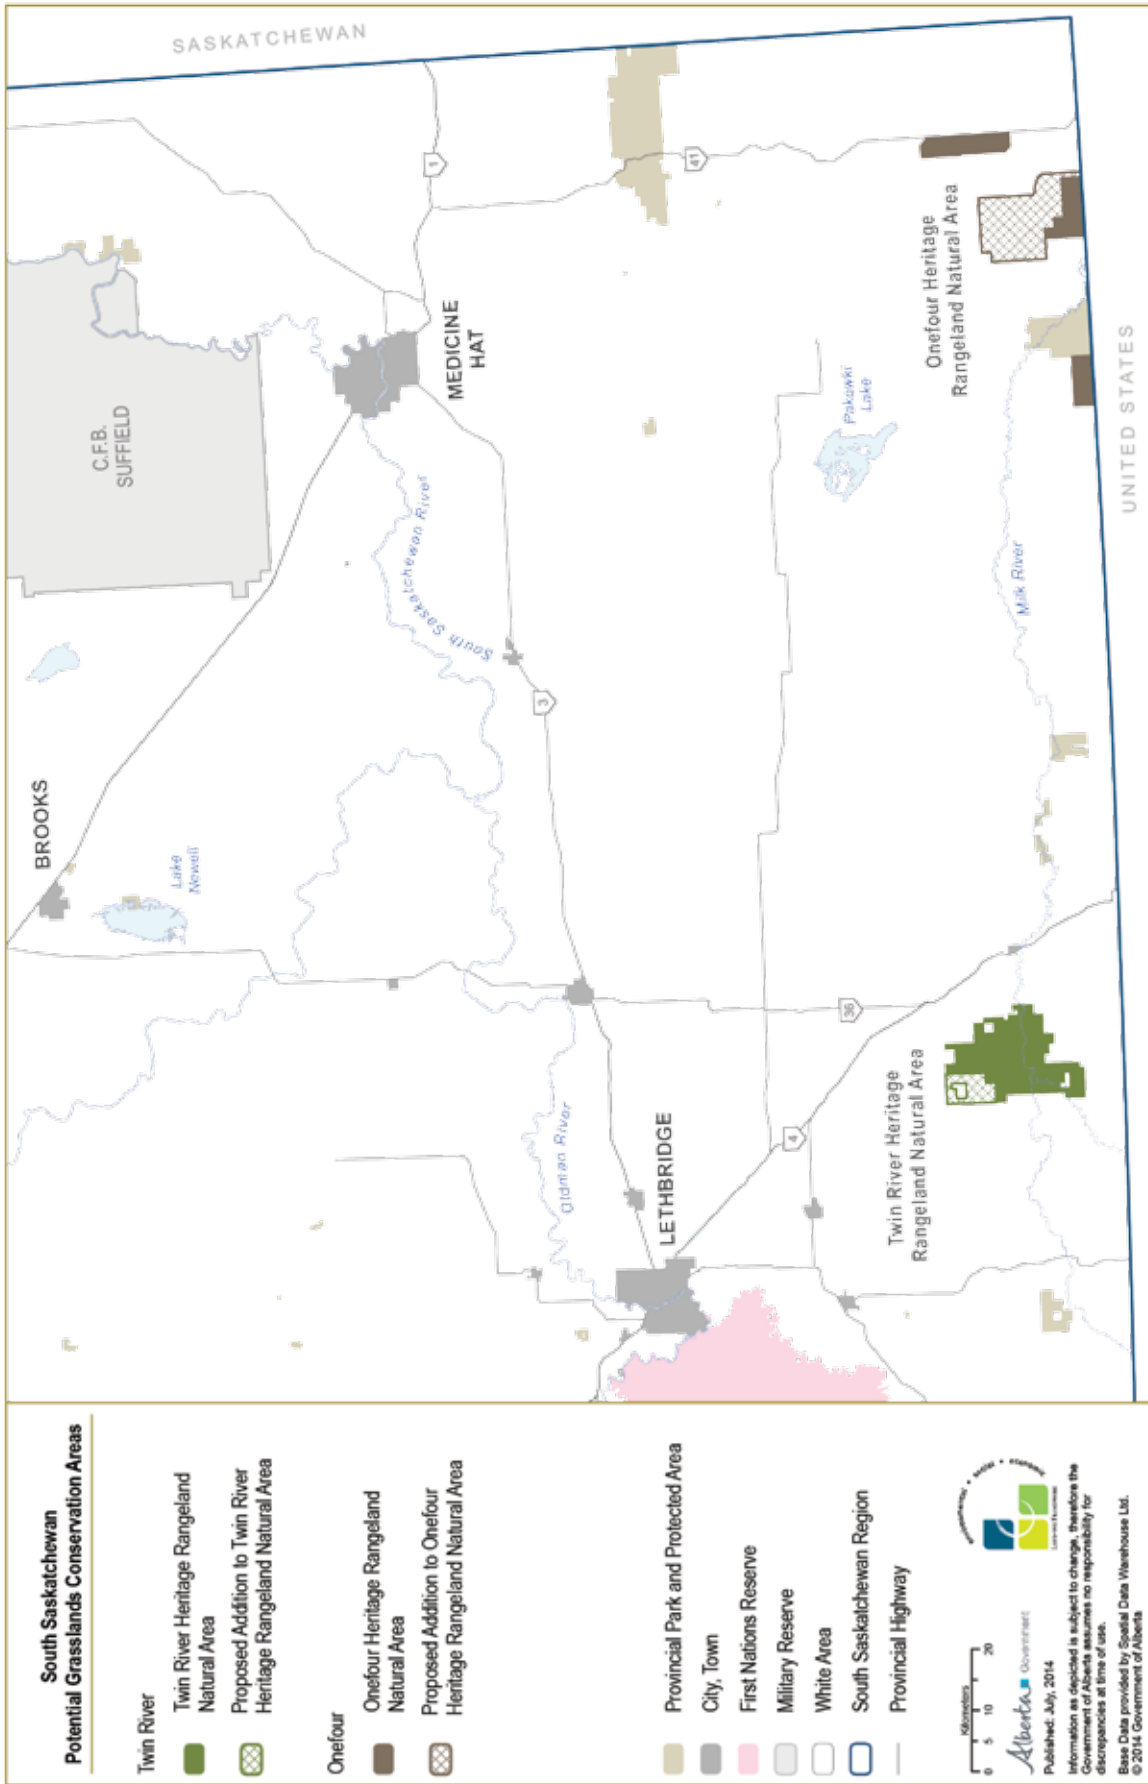 South Saskatchewan
Potential Grasslands Conservation Areas
Twin River
Twin River Heritage Rangeland
Natural Area
Proposed Addition to Twin River
Heritage Rangeland Natural Area
Onefour
Onefour Heritage Rangeland
Natural Area
Proposed Addition to Onefour
Heritage Rangeland Natural Area
Provincial Park and Protected Area
City, Town
First Nations Reserve
Military Reserve
White Area
South Saskatchewan Region
Provincial Highway
Kilometers
0 5 10 20
Alberta Government
environmental • social • economic
Published: July, 2014
Information as depicted is subject to change, therefore the
Government of Alberta assumes no responsibility for
discrepancies at time of use.
Base Data provided by Spatial Data Warehouse Ltd.
© 2014 Government of Alberta
SASKATCHEWAN
C.F.B.
SUFFIELD
BROOKS
Lake
Newell
1
MEDICINE
HAT
South Saskatchewan River
3
41
Oldman River
LETHBRIDGE
Pakowki
Lake
36
4
Onefour Heritage
Rangeland Natural Area
Twin River Heritage
Rangeland Natural Area
Milk River
UNITED STATES